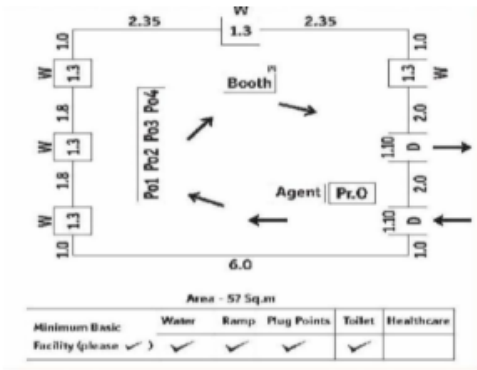 W
2.35 1.3 2.35
1.0 1.0
W 1.3 Booth 1.3 W
1.8 Po1 Po2 Po3 Po4 2.0
W 1.3 1.10 D
1.8 2.0
Agent Pr.O
W 1.3 1.10 D
1.0 1.0
6.0
Area - 57 Sq.m
Minimum Basic Water Ramp Plug Points Toilet Healthcare
Facility (please ✓) ✓ ✓ ✓ ✓